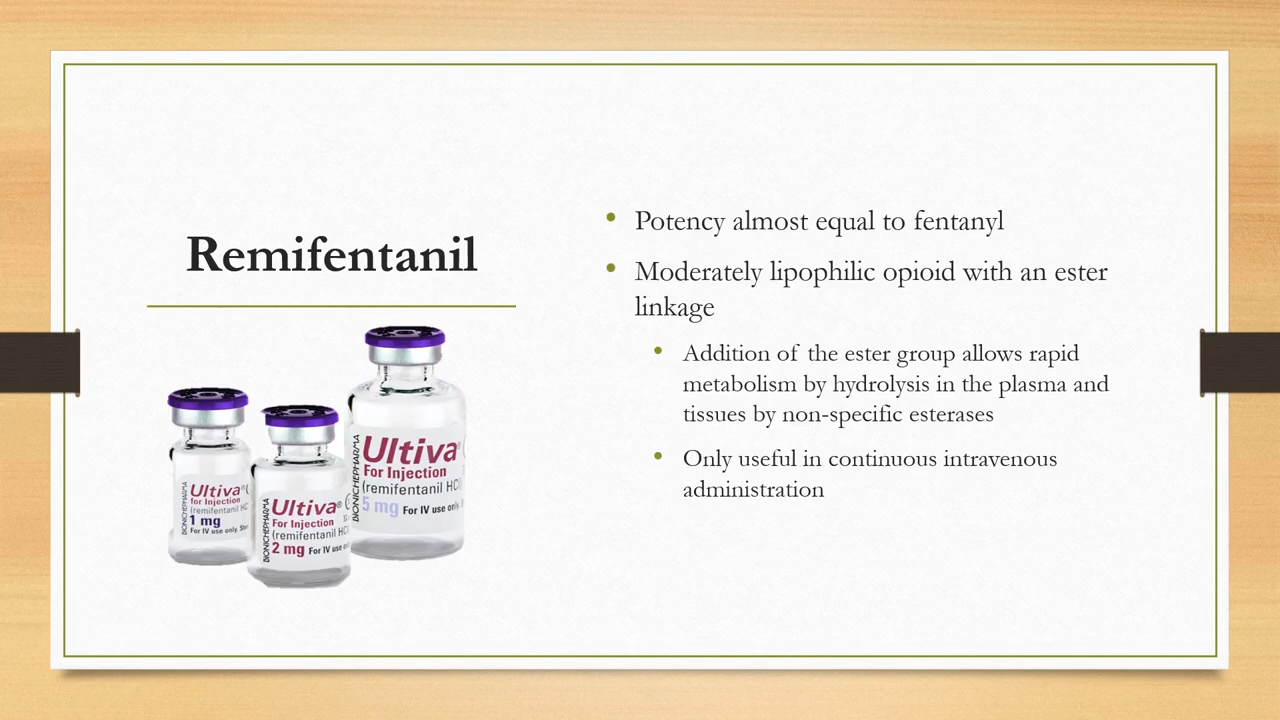 Remifentanil
Potency almost equal to fentanyl
Moderately lipophilic opioid with an ester
linkage
Addition of the ester group allows rapid
metabolism by hydrolysis in the plasma and
tissues by non-specific esterases
Only useful in continuous intravenous
administration
BIONICHEPHARMA
Ultiva®
for Injection
(remifentanil HC
1 mg
For IV use only.
BIONICHEPHARMA
Ultiva®
For Injection
(remifentanil HCl
2 mg For IV use
BIONICHEPHARMA
Ultiva®
For Injection
(remifentanil HCl
5 mg For IV use only.